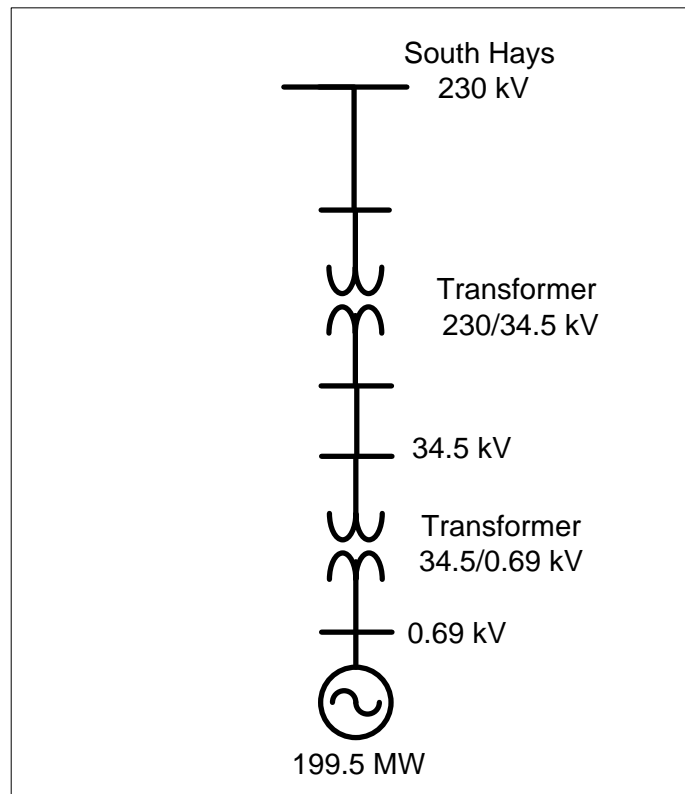 South Hays
230 kV
Transformer
230/34.5 kV
34.5 kV
Transformer
34.5/0.69 kV
0.69 kV
199.5 MW